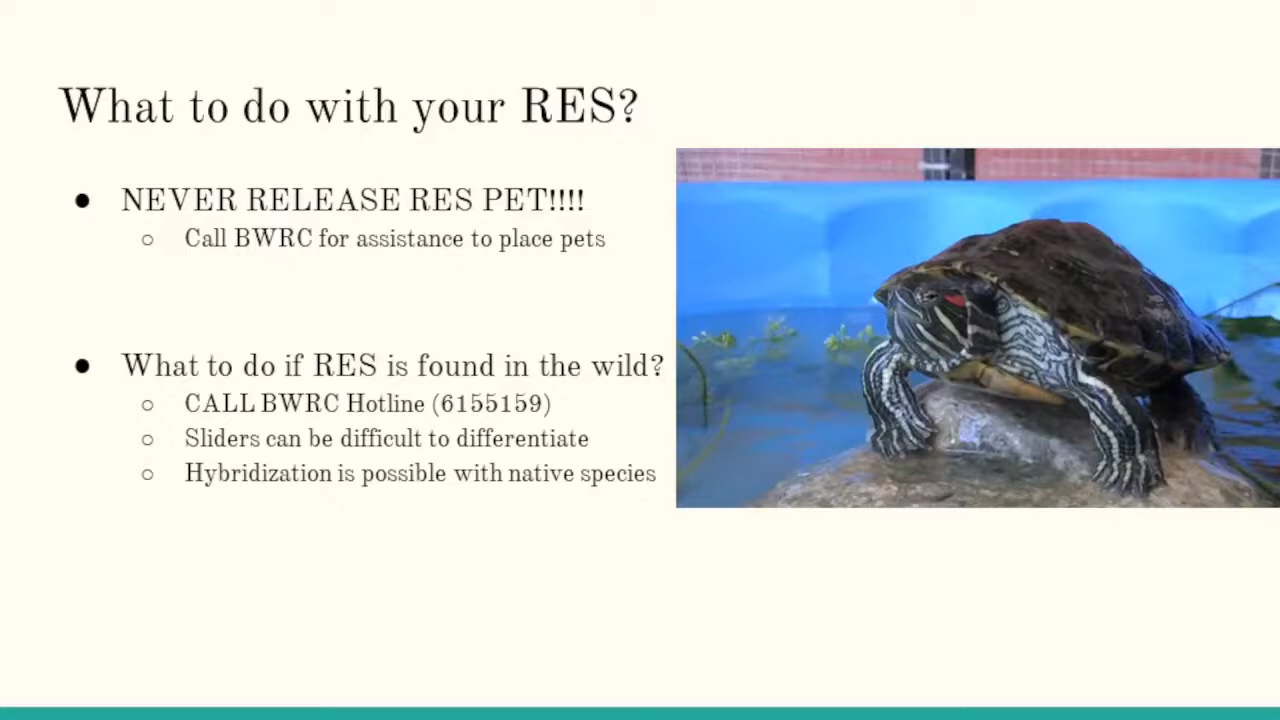 What to do with your RES?
● NEVER RELEASE RES PET!!!!
○ Call BWRC for assistance to place pets
● What to do if RES is found in the wild?
○ CALL BWRC Hotline (6155159)
○ Sliders can be difficult to differentiate
○ Hybridization is possible with native species